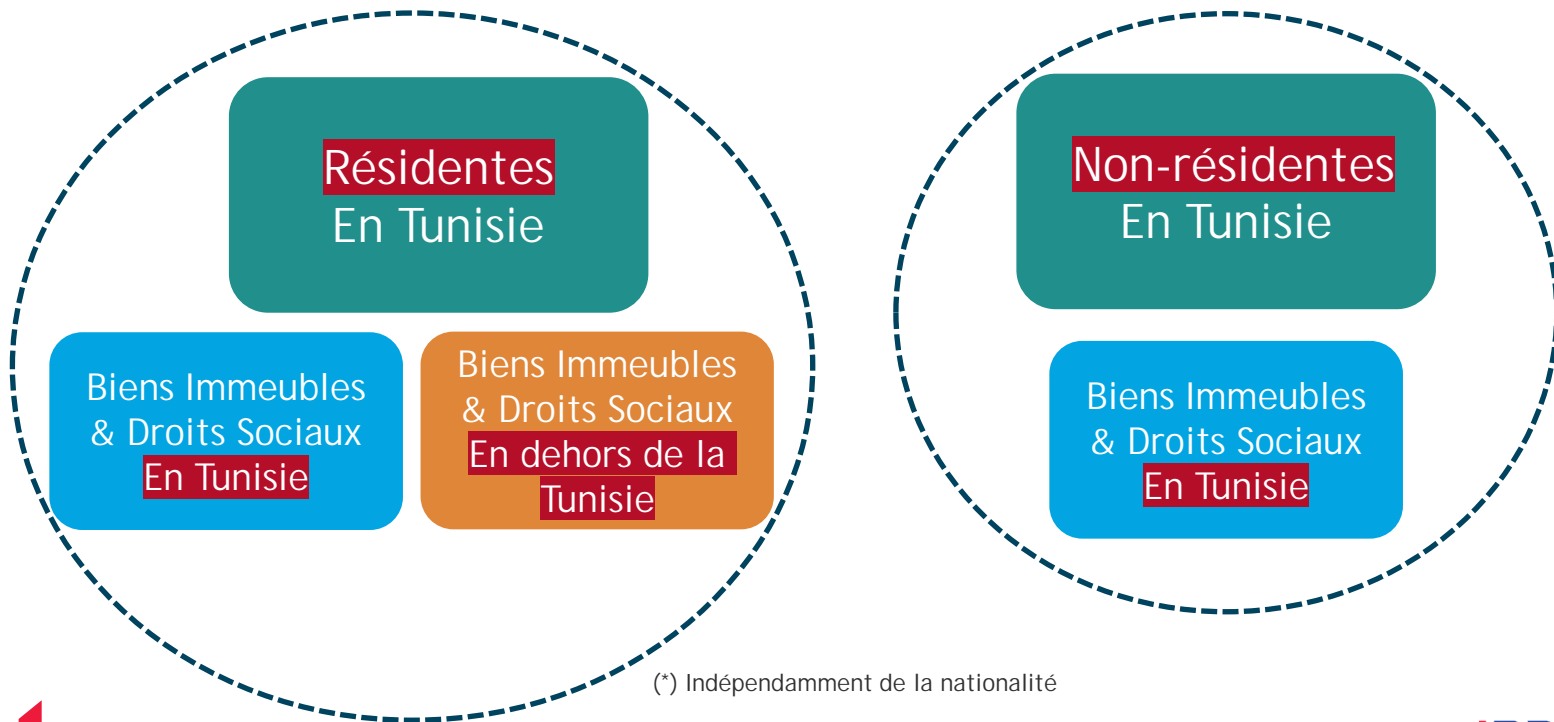 Résidentes
En Tunisie
Biens Immeubles
& Droits Sociaux
En Tunisie
Biens Immeubles
& Droits Sociaux
En dehors de la
Tunisie
Non-résidentes
En Tunisie
Biens Immeubles
& Droits Sociaux
En Tunisie
(*) Indépendamment de la nationalité